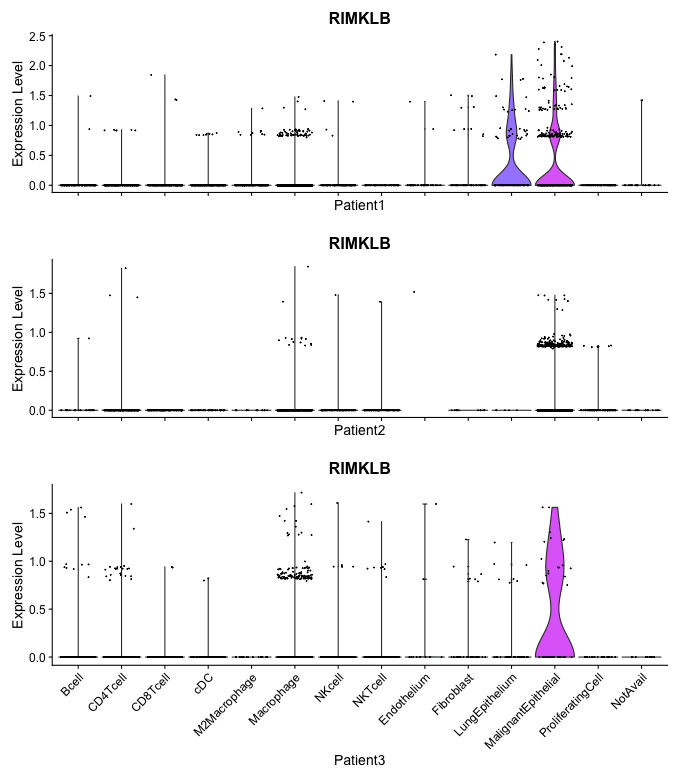 RIMKLB
Expression Level
2.5
2.0
1.5
1.0
0.5
0.0
Patient1
RIMKLB
Expression Level
1.5
1.0
0.5
0.0
Patient2
RIMKLB
Expression Level
1.5
1.0
0.5
0.0
Bcell
CD4Tcell
CD8Tcell
cDC
M2Macrophage
Macrophage
NKcell
NKTcell
Endothelium
Fibroblast
LungEpithelium
MalignantEpithelial
ProliferatingCell
NotAvail
Patient3